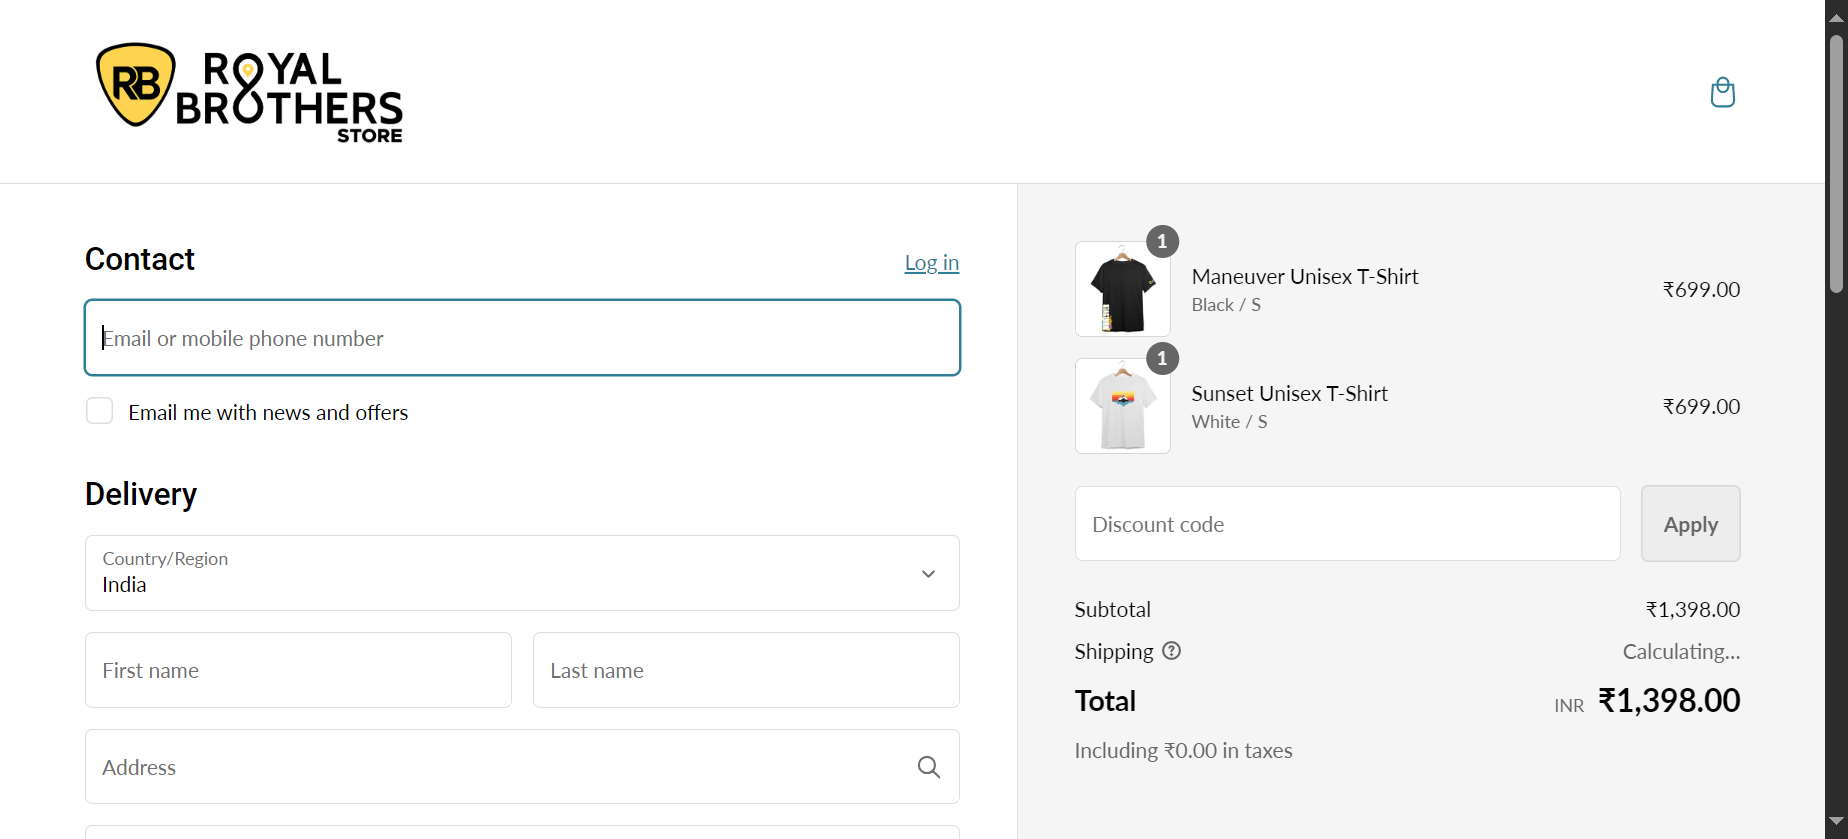 RB
ROYAL
BROTHERS
STORE
Contact
Log in
Email or mobile phone number
Email me with news and offers
Delivery
Country/Region
India
First name
Last name
Address
1
Maneuver Unisex T-Shirt
Black / S
₹699.00
1
Sunset Unisex T-Shirt
White / S
₹699.00
Discount code
Apply
Subtotal
₹1,398.00
Shipping ?
Calculating...
Total
INR ₹1,398.00
Including ₹0.00 in taxes